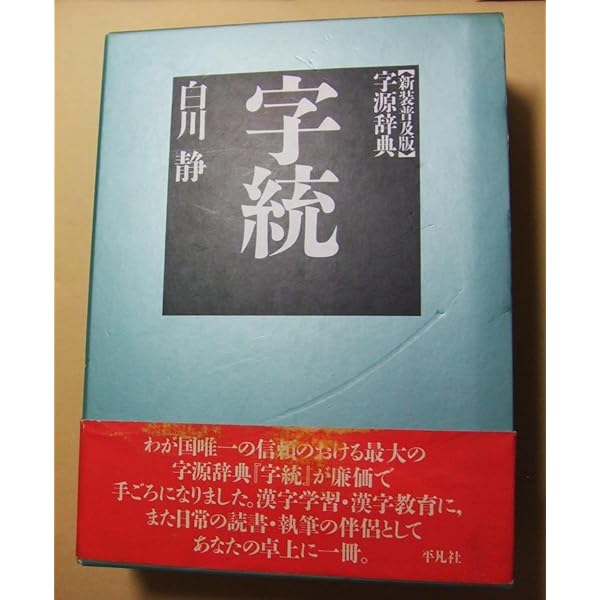 【新装普及版】
字源辞典
字統
白川 静
わが国唯一の信頼のおける最大の
字源辞典『字統』が廉価で
手ごろになりました。漢字学習・漢字教育に、
また日常の読書・執筆の伴侶として
あなたの卓上に一冊。
平凡社